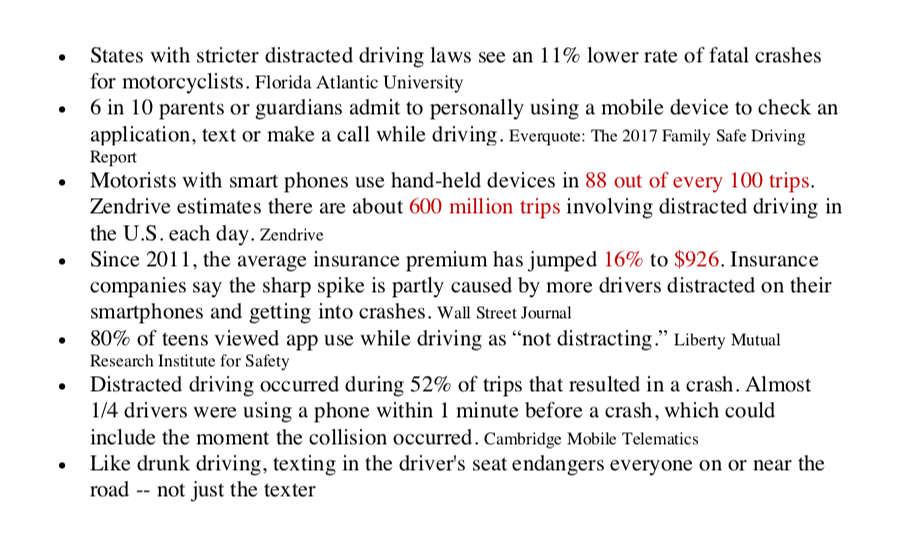 • States with stricter distracted driving laws see an 11% lower rate of fatal crashes
for motorcyclists. Florida Atlantic University
• 6 in 10 parents or guardians admit to personally using a mobile device to check an
application, text or make a call while driving. Everquote: The 2017 Family Safe Driving
Report
• Motorists with smart phones use hand-held devices in 88 out of every 100 trips.
Zendrive estimates there are about 600 million trips involving distracted driving in
the U.S. each day. Zendrive
• Since 2011, the average insurance premium has jumped 16% to $926. Insurance
companies say the sharp spike is partly caused by more drivers distracted on their
smartphones and getting into crashes. Wall Street Journal
• 80% of teens viewed app use while driving as “not distracting.” Liberty Mutual
Research Institute for Safety
• Distracted driving occurred during 52% of trips that resulted in a crash. Almost
1/4 drivers were using a phone within 1 minute before a crash, which could
include the moment the collision occurred. Cambridge Mobile Telematics
• Like drunk driving, texting in the driver's seat endangers everyone on or near the
road -- not just the texter